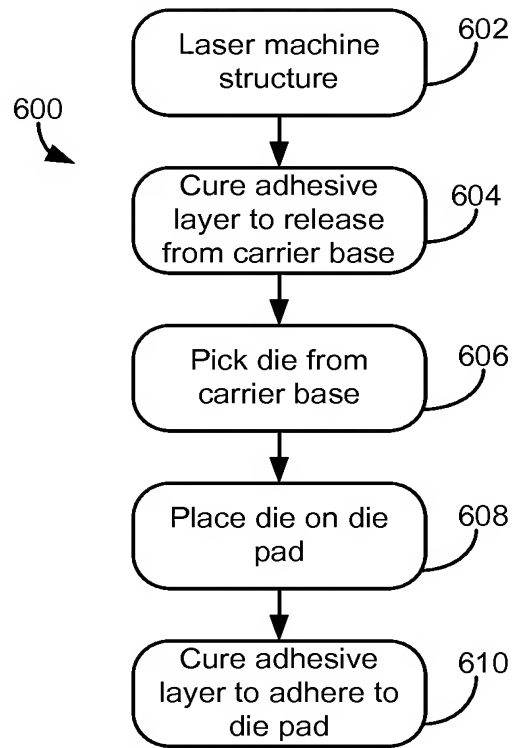 Laser machine
structure
602
600
Cure adhesive
layer to release
from carrier base
604
Pick die from
carrier base
606
Place die on die
pad
608
Cure adhesive
layer to adhere to
die pad
610